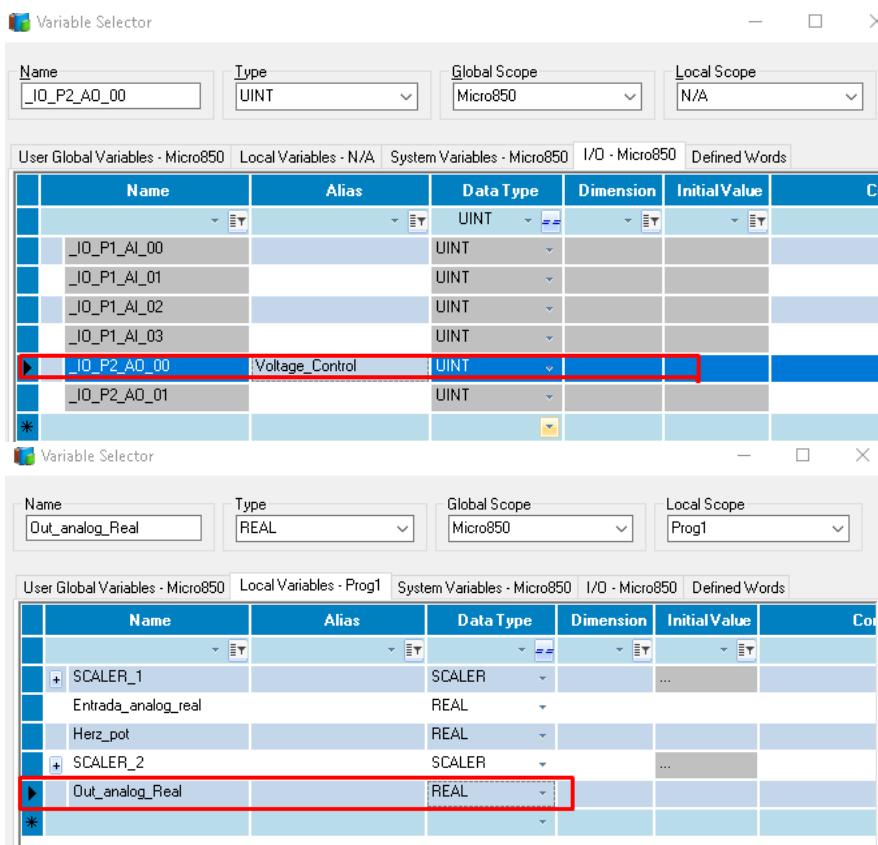 Variable Selector
Name Type Global Scope Local Scope
_IO_P2_AO_00 UINT Micro850 N/A
User Global Variables - Micro850 Local Variables - N/A System Variables - Micro850 I/O - Micro850 Defined Words
Name Alias Data Type Dimension Initial Value C
UINT ==
_IO_P1_AI_00 UINT
_IO_P1_AI_01 UINT
_IO_P1_AI_02 UINT
_IO_P1_AI_03 UINT
_IO_P2_AO_00 Voltage_Control UINT
_IO_P2_AO_01 UINT
*
Variable Selector
Name Type Global Scope Local Scope
Out_analog_Real REAL Micro850 Prog1
User Global Variables - Micro850 Local Variables - Prog1 System Variables - Micro850 I/O - Micro850 Defined Words
Name Alias Data Type Dimension Initial Value Co
==
+ SCALER_1 SCALER ...
Entrada_analog_real REAL
Herz_pot REAL
+ SCALER_2 SCALER ...
Out_analog_Real REAL
*